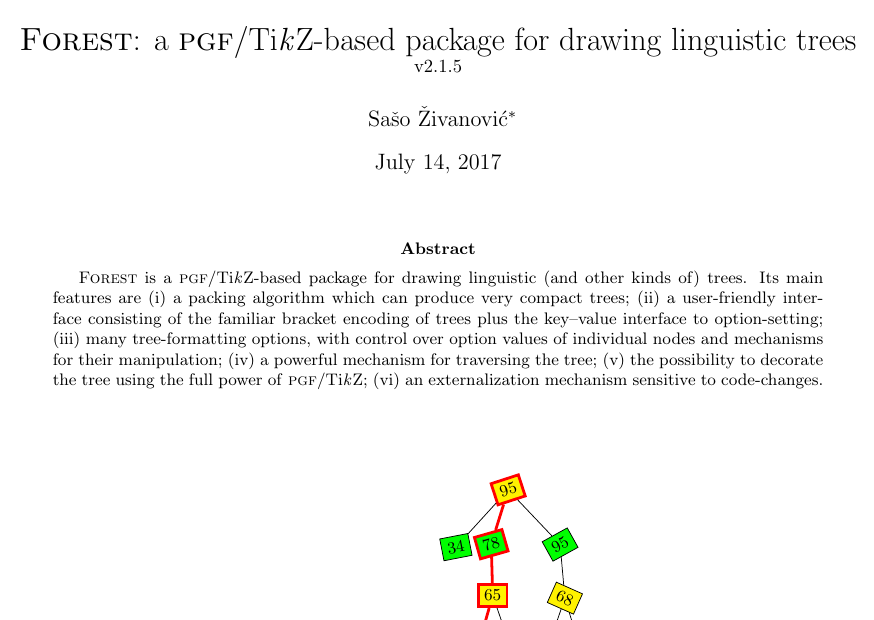 Forest: a pgf/TikZ-based package for drawing linguistic trees
v2.1.5
Sašo Živanović*
July 14, 2017
Abstract
Forest is a pgf/TikZ-based package for drawing linguistic (and other kinds of) trees. Its main
features are (i) a packing algorithm which can produce very compact trees; (ii) a user-friendly inter-
face consisting of the familiar bracket encoding of trees plus the key–value interface to option-setting;
(iii) many tree-formatting options, with control over option values of individual nodes and mechanisms
for their manipulation; (iv) a powerful mechanism for traversing the tree; (v) the possibility to decorate
the tree using the full power of pgf/TikZ; (vi) an externalization mechanism sensitive to code-changes.
95
34 78 95
65 68